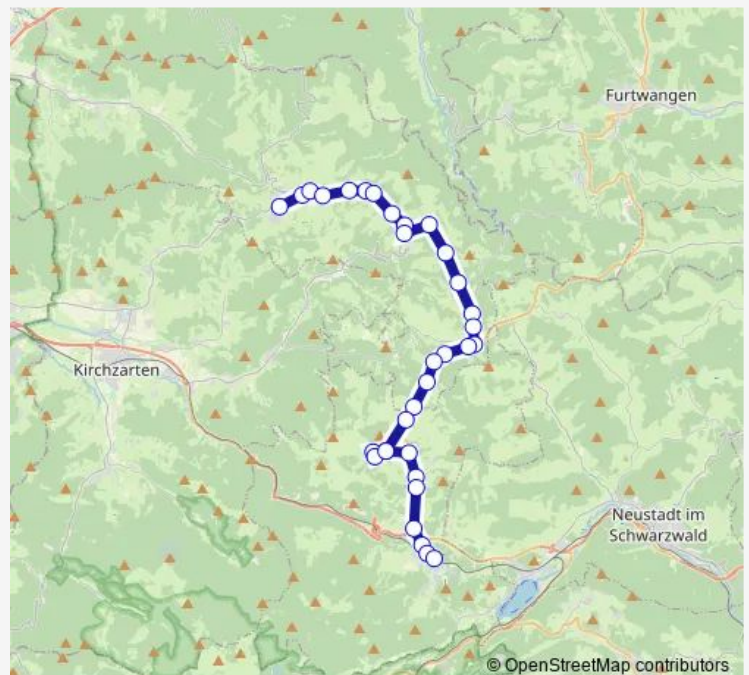 Furtwangen
Kirchzarten
Neustadt im
Schwarzwald
© OpenStreetMap contributors